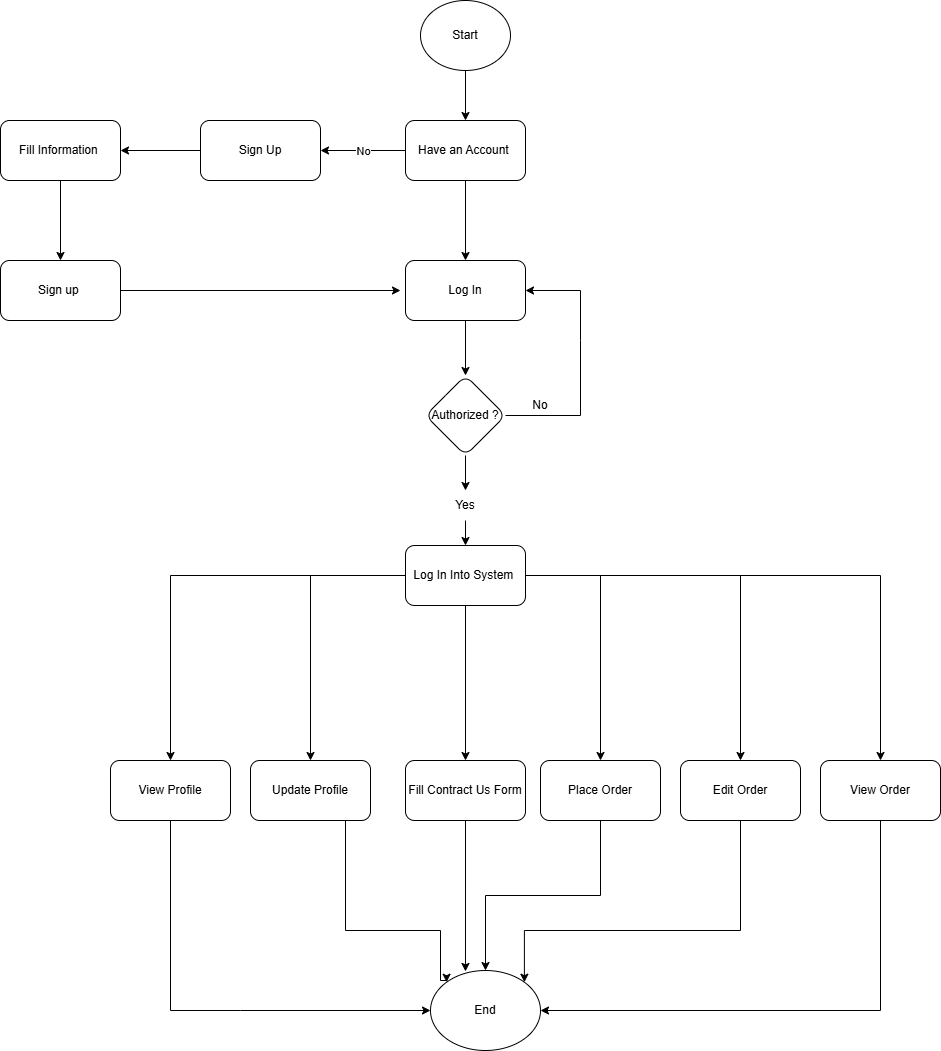 Start
Fill Information
Sign Up
No
Have an Account
Sign up
Log In
Authorized ?
No
Yes
Log In Into System
View Profile
Update Profile
Fill Contract Us Form
Place Order
Edit Order
View Order
End